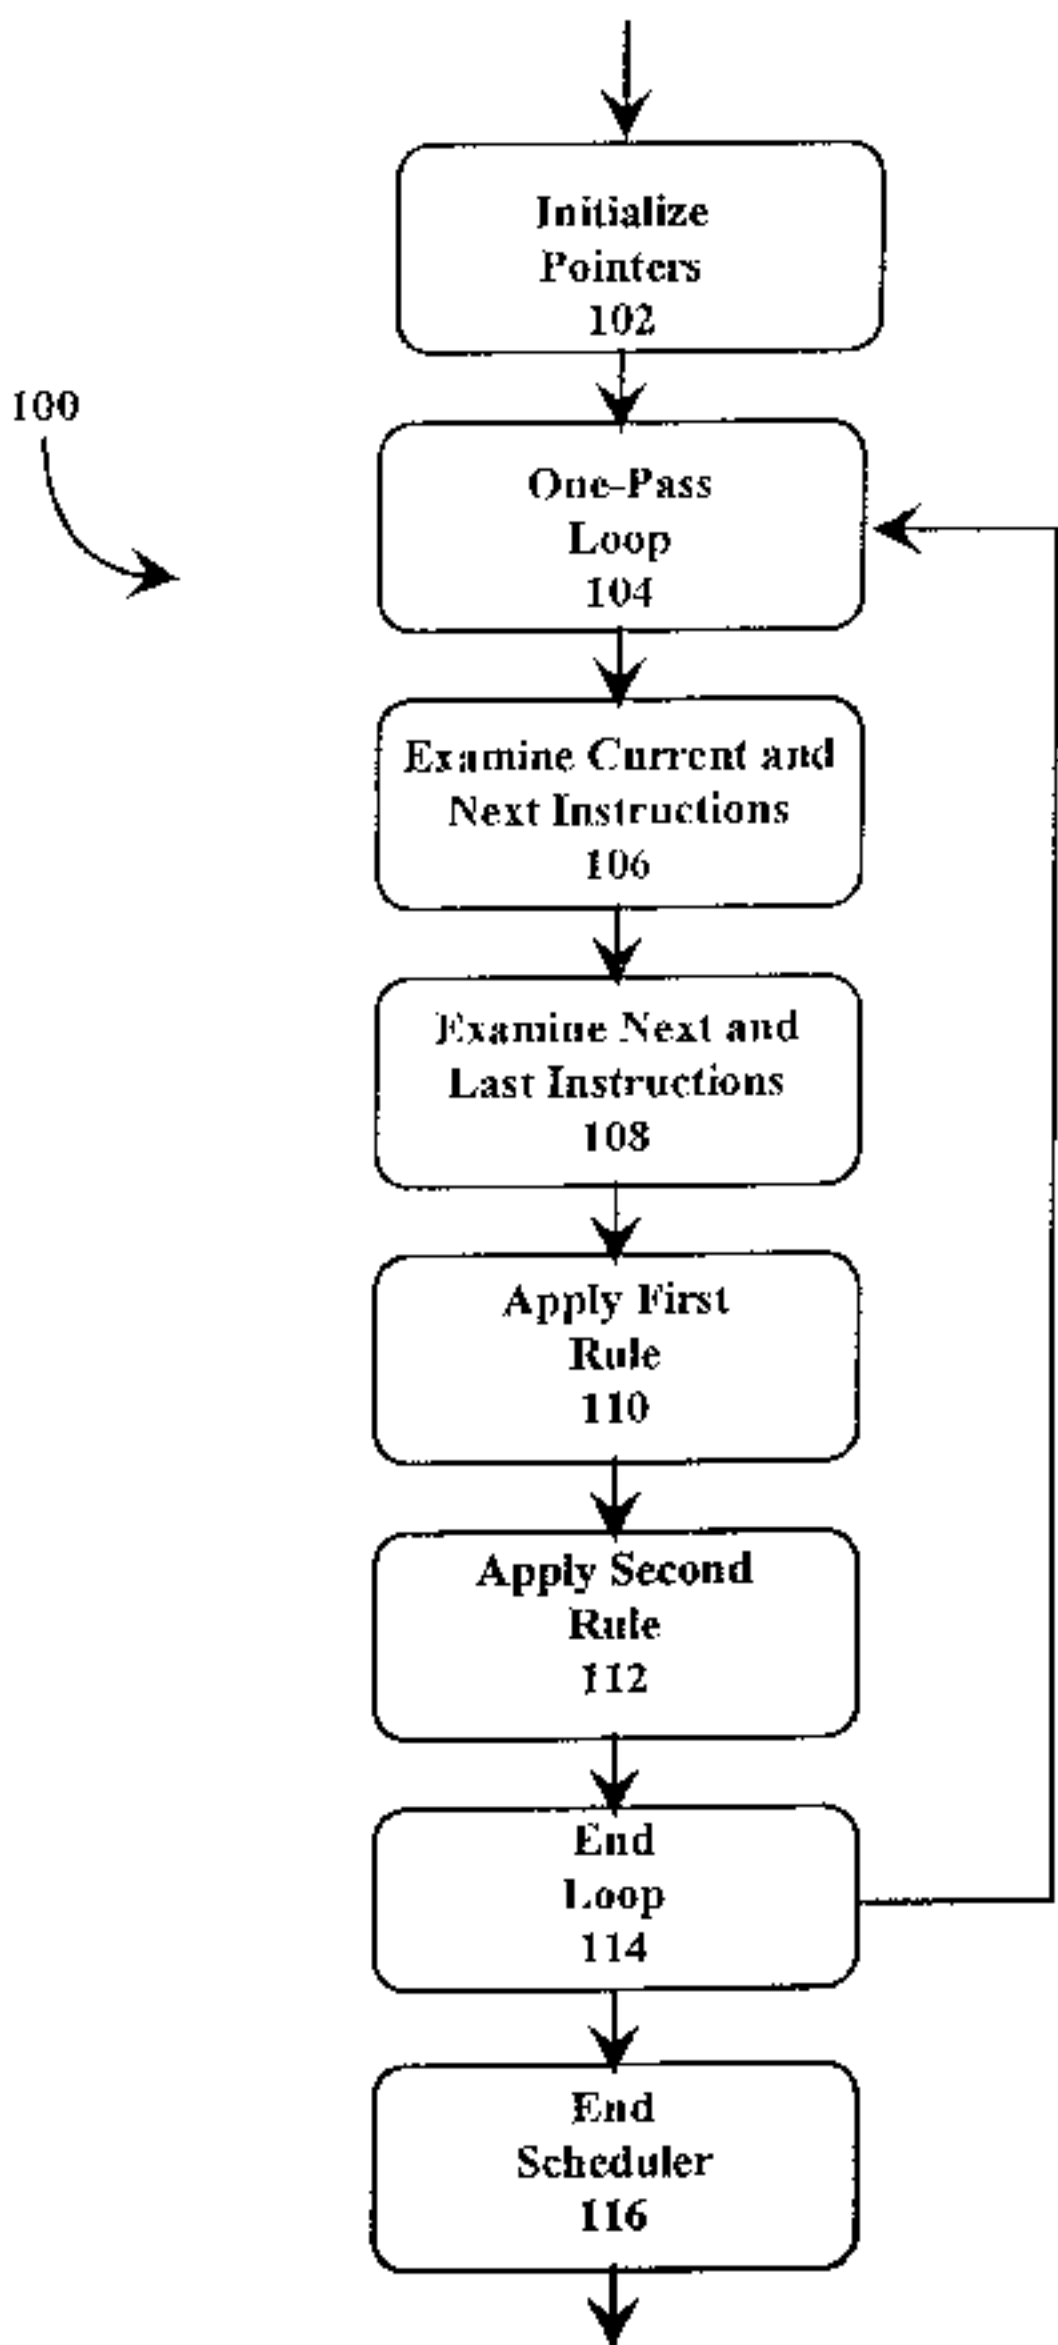 Initialize
Pointers
102
100
One-Pass
Loop
104
Examine Current and
Next Instructions
106
Examine Next and
Last Instructions
108
Apply First
Rule
110
Apply Second
Rule
112
End
Loop
114
End
Scheduler
116